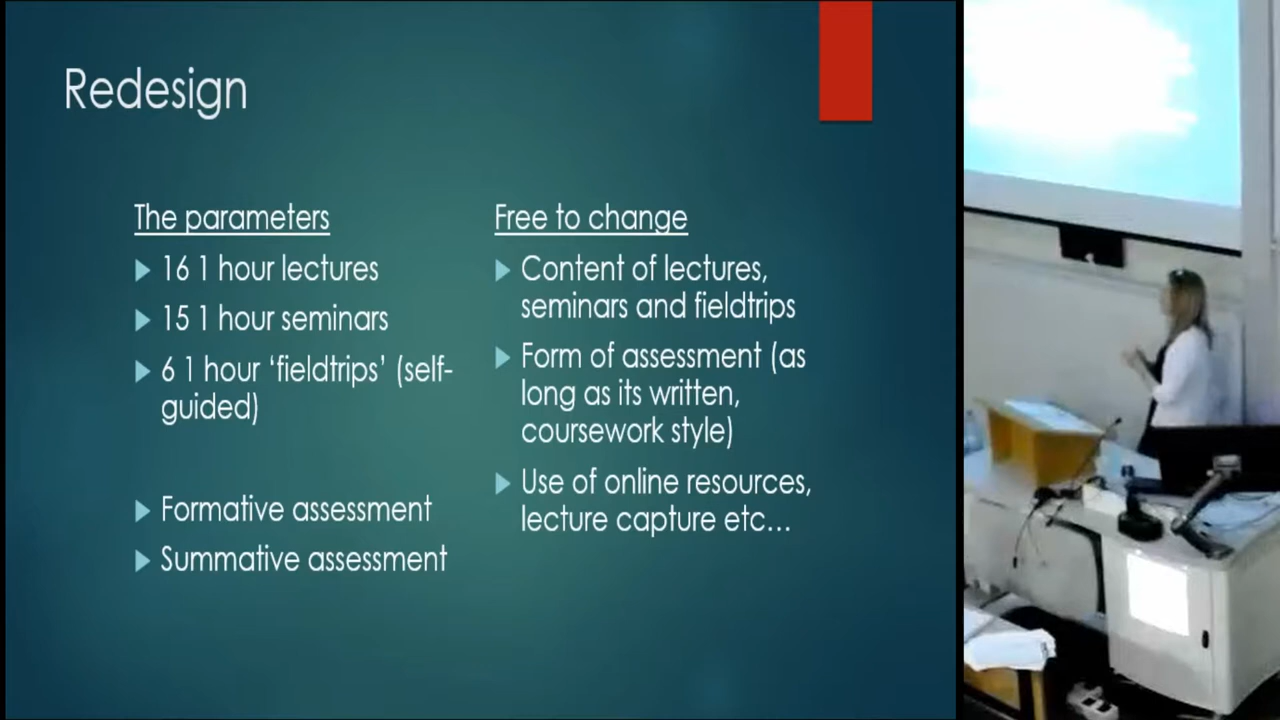 Redesign
The parameters
16 1 hour lectures
15 1 hour seminars
6 1 hour ‘fieldtrips’ (self-
guided)
Formative assessment
Summative assessment
Free to change
Content of lectures,
seminars and fieldtrips
Form of assessment (as
long as its written,
coursework style)
Use of online resources,
lecture capture etc…